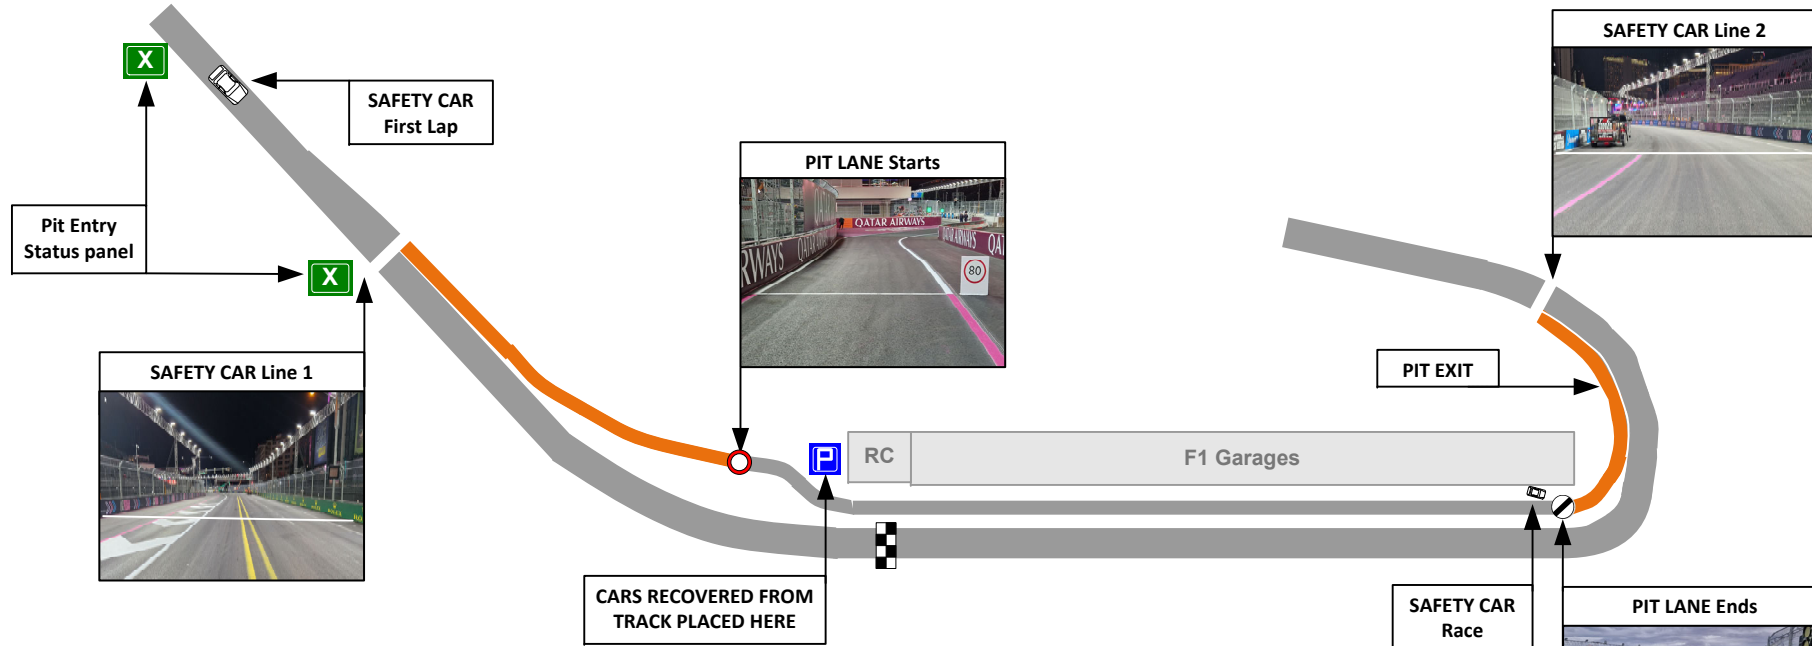 X
SAFETY CAR
First Lap
Pit Entry
Status panel
X
SAFETY CAR Line 1
PIT LANE Starts
QATAR AIRWAYS
RWAYS
QA
80
SAFETY CAR Line 2
PIT EXIT
P
RC
F1 Garages
CARS RECOVERED FROM
TRACK PLACED HERE
SAFETY CAR
Race
PIT LANE Ends